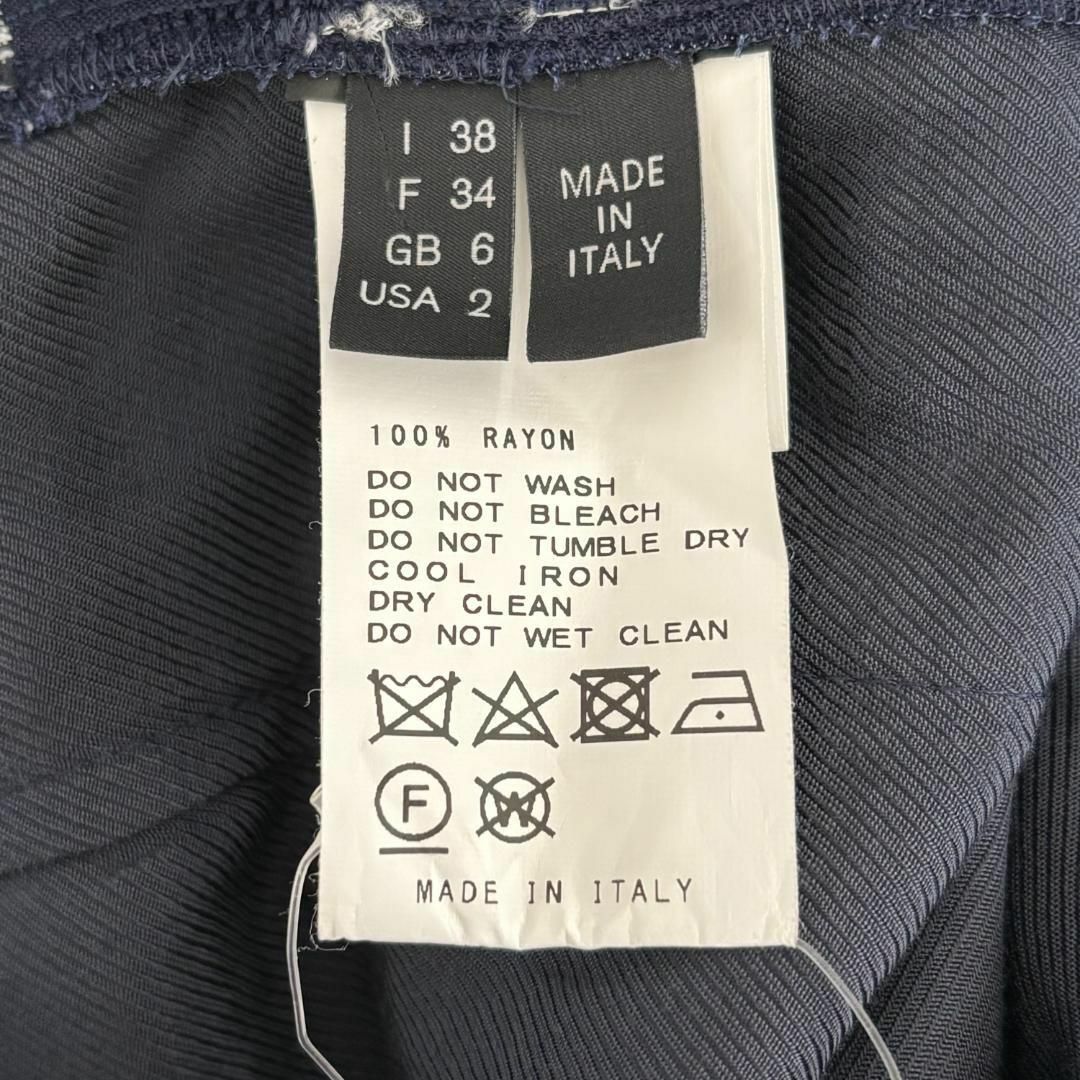 I 38
F 34
GB 6
USA 2
MADE
IN
ITALY
100% RAYON
DO NOT WASH
DO NOT BLEACH
DO NOT TUMBLE DRY
COOL IRON
DRY CLEAN
DO NOT WET CLEAN
F W
MADE IN ITALY